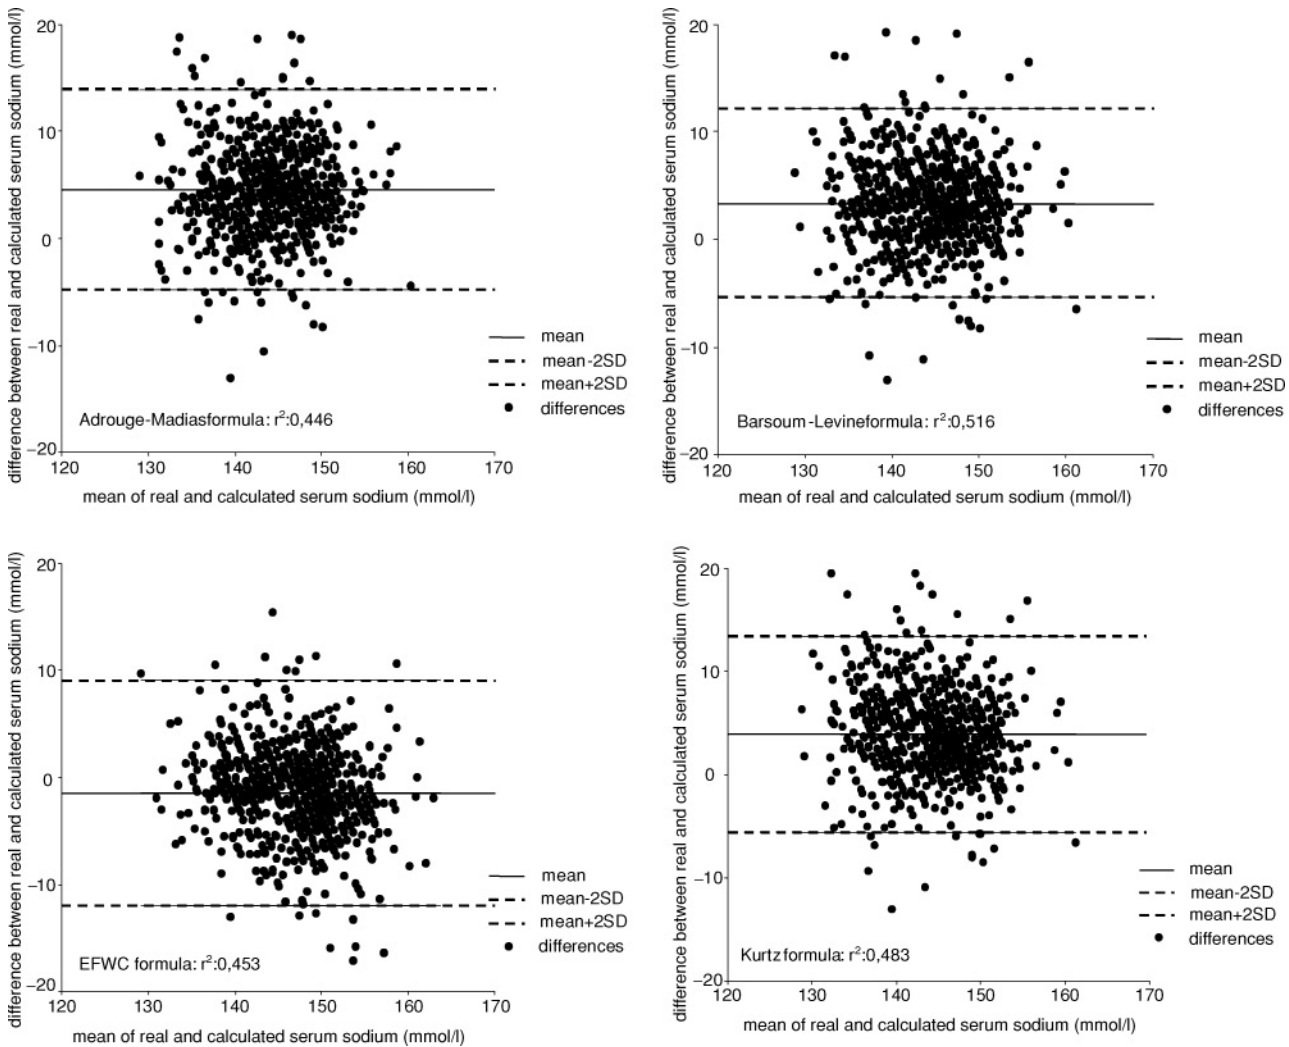 difference between real and calculated serum sodium (mmol/l)
20
10
0
−10
−20
120 130 140 150 160 170
mean of real and calculated serum sodium (mmol/l)
Adrouge-Madiasformula: r²:0,446
mean
mean-2SD
mean+2SD
differences
difference between real and calculated serum sodium (mmol/l)
20
10
0
−10
−20
120 130 140 150 160 170
mean of real and calculated serum sodium (mmol/l)
Barsoum-Levineformula: r²:0,516
mean
mean-2SD
mean+2SD
differences
difference between real and calculated serum sodium (mmol/l)
20
10
0
−10
−20
120 130 140 150 160 170
mean of real and calculated serum sodium (mmol/l)
EFWC formula: r²:0,453
mean
mean-2SD
mean+2SD
differences
difference between real and calculated serum sodium (mmol/l)
20
10
0
−10
−20
120 130 140 150 160 170
mean of real and calculated serum sodium (mmol/l)
Kurtzformula: r²:0,483
mean
mean-2SD
mean+2SD
differences